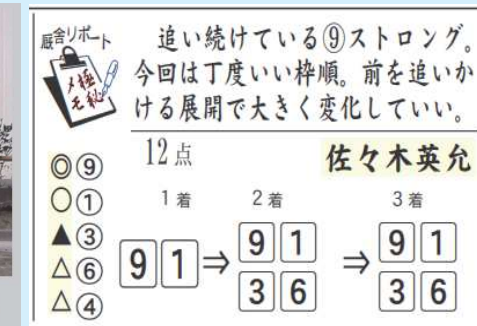 厩舎リポート
極秘
メモ
追い続けている⑨ストロング。
今回は丁度いい枠順。前を追いか
ける展開で大きく変化していい。
12点 佐々木英允
◎⑨
○①
▲③
△⑥
△④
1着 2着 3着
9 1 ⇒ 9 1 3 6 ⇒ 9 1 3 6